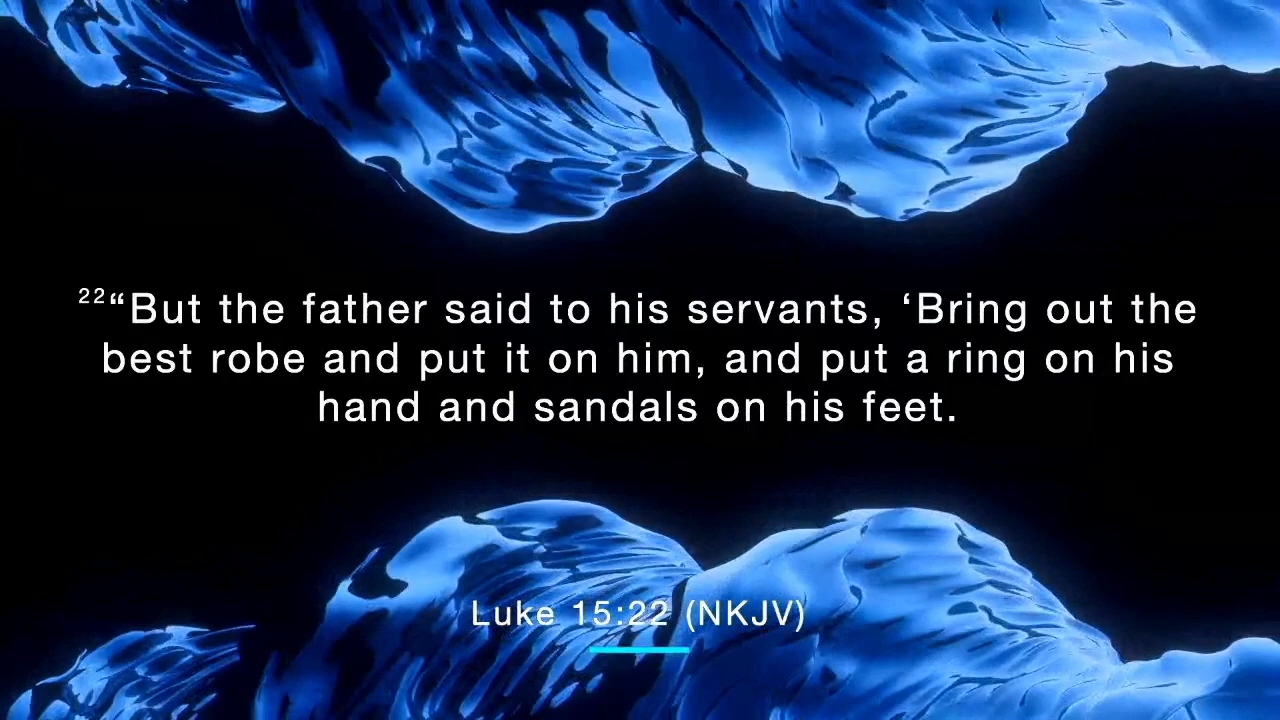 ²²“But the father said to his servants, ‘Bring out the
best robe and put it on him, and put a ring on his
hand and sandals on his feet.
Luke 15:22 (NKJV)